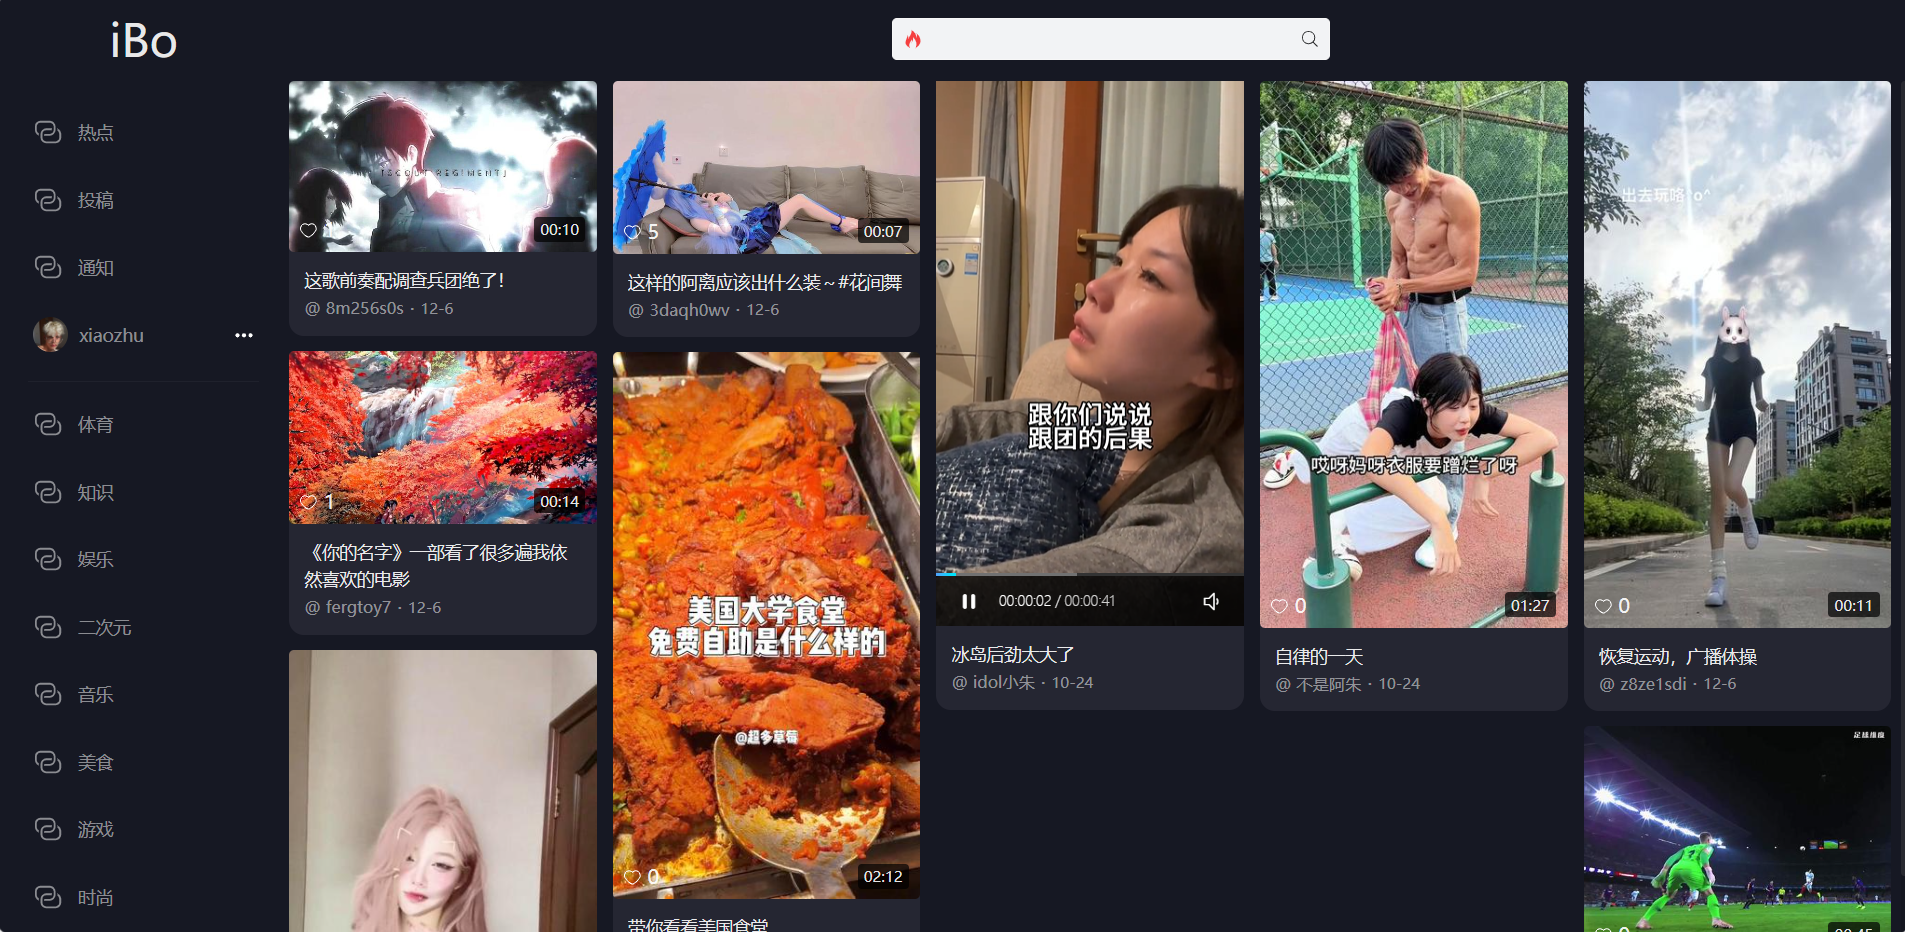 iBo
热点
投稿
通知
xiaozhu
体育
知识
娱乐
二次元
音乐
美食
游戏
时尚
「SCOUT REGIMENT」
00:10
这歌前奏配调查兵团绝了！
@ 8m256s0s · 12-6
1
00:14
《你的名字》一部看了很多遍我依
然喜欢的电影
@ fergtoy7 · 12-6
5
00:07
这样的阿离应该出什么装～#花间舞
@ 3daqh0wv · 12-6
美国大学食堂
免费自助是什么样的
@超多草莓
0
02:12
带你看看美国食堂
跟你们说说
跟团的后果
00:00:02 / 00:00:41
冰岛后劲太大了
@ idol小朱 · 10-24
哎呀妈呀衣服要蹭烂了呀
0
01:27
自律的一天
@ 不是阿朱 · 10-24
出去玩咯^o^
0
00:11
恢复运动，广播体操
@ z8ze1sdi · 12-6
0
00:45